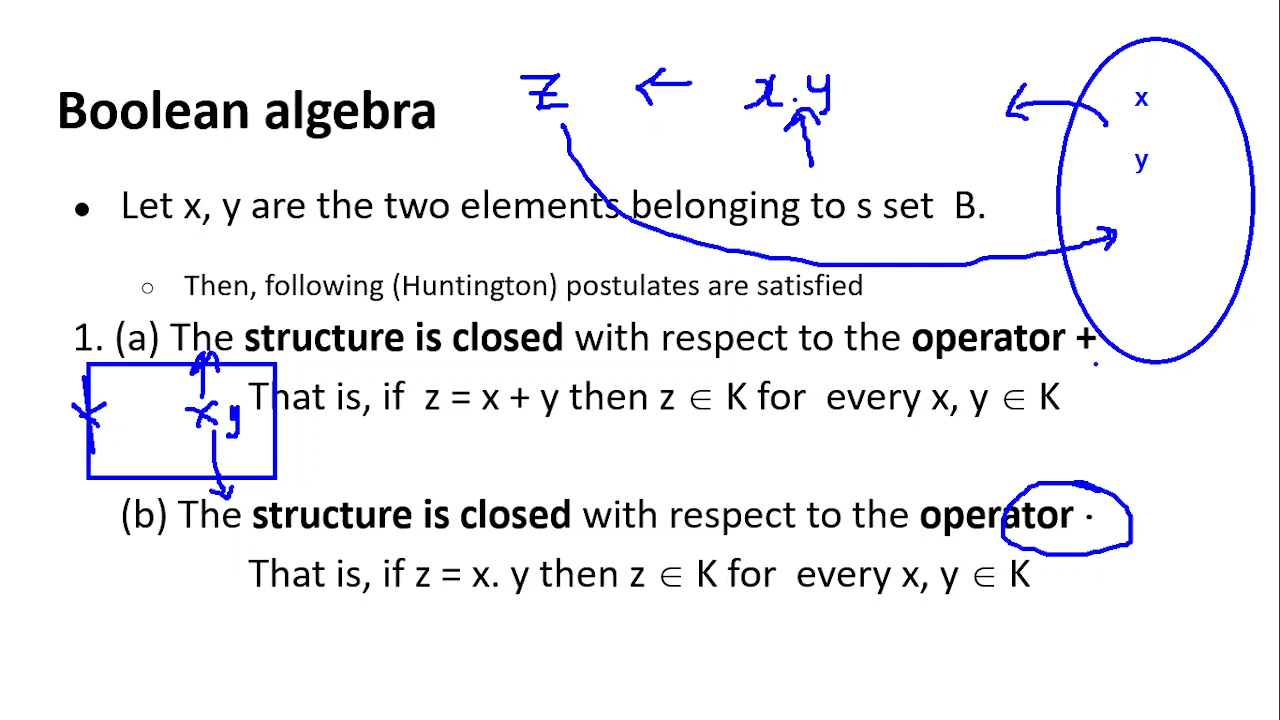 z ← x.y
x
Boolean algebra
y
• Let x, y are the two elements belonging to s set B.
○ Then, following (Huntington) postulates are satisfied
1. (a) The structure is closed with respect to the operator +
That is, if z = x + y then z ∈ K for every x, y ∈ K
x y
(b) The structure is closed with respect to the operator ·
That is, if z = x. y then z ∈ K for every x, y ∈ K